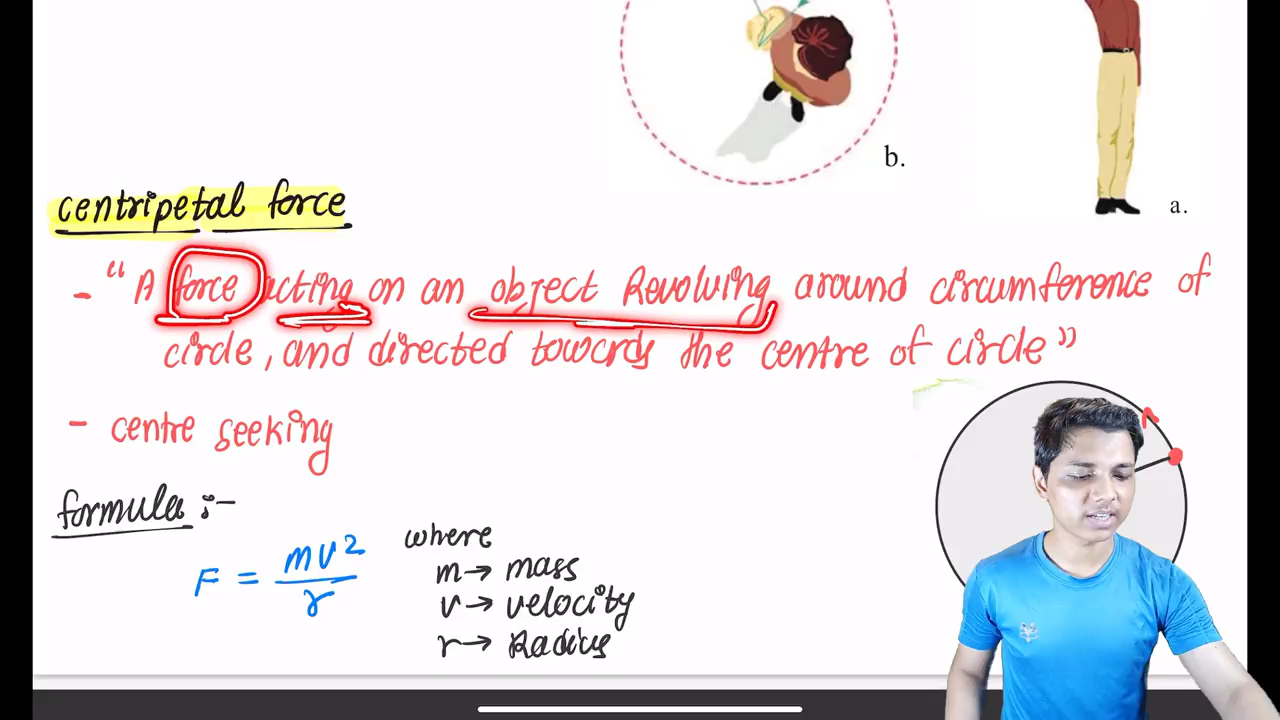 b.
a.
centripetal force
- "A force acting on an object Revolving around circumference of
circle, and directed towards the centre of circle"
- centre seeking
formula :-
F = mv²/r
where
m → mass
v → velocity
r → Radius